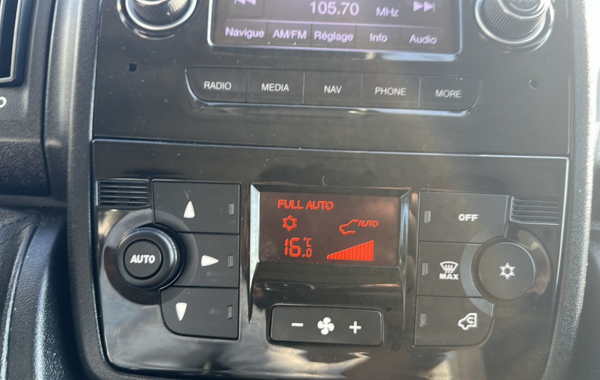 105.70 MHz
Navigue AM/FM Réglage Info Audio
RADIO MEDIA NAV PHONE MORE
FULL AUTO
OFF
AUTO
AUTO
16.0 °C
MAX